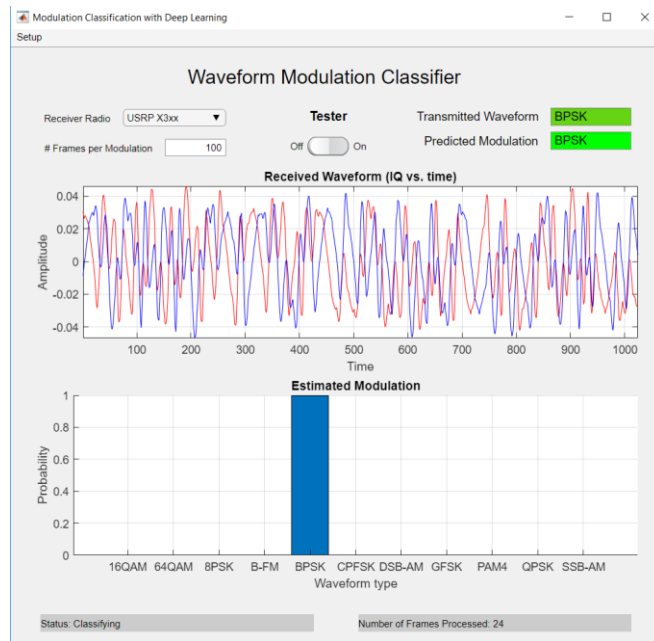 Modulation Classification with Deep Learning
Setup
Waveform Modulation Classifier
Receiver Radio USRP X3xx
Tester
Transmitted Waveform BPSK
# Frames per Modulation 100
Off On
Predicted Modulation BPSK
Received Waveform (IQ vs. time)
0.04
0.02
0
-0.02
-0.04
Amplitude
100 200 300 400 500 600 700 800 900 1000
Time
Estimated Modulation
1
0.8
0.6
0.4
0.2
0
Probability
16QAM 64QAM 8PSK B-FM BPSK CPFSK DSB-AM GFSK PAM4 QPSK SSB-AM
Waveform type
Status: Classifying
Number of Frames Processed: 24